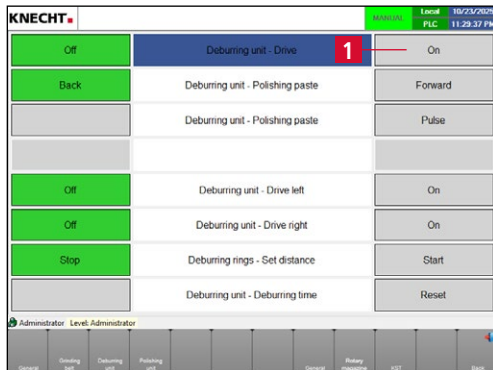 KNECHT
MANUAL
Local 10/23/2025
PLC 11:29:37 PM
Off Deburring unit - Drive 1 On
Back Deburring unit - Polishing paste Forward
Deburring unit - Polishing paste Pulse
Off Deburring unit - Drive left On
Off Deburring unit - Drive right On
Stop Deburring rings - Set distance Start
Deburring unit - Deburring time Reset
Administrator Level: Administrator
General Grinding belt Deburring unit Polishing unit General Rotary magazine KST Back